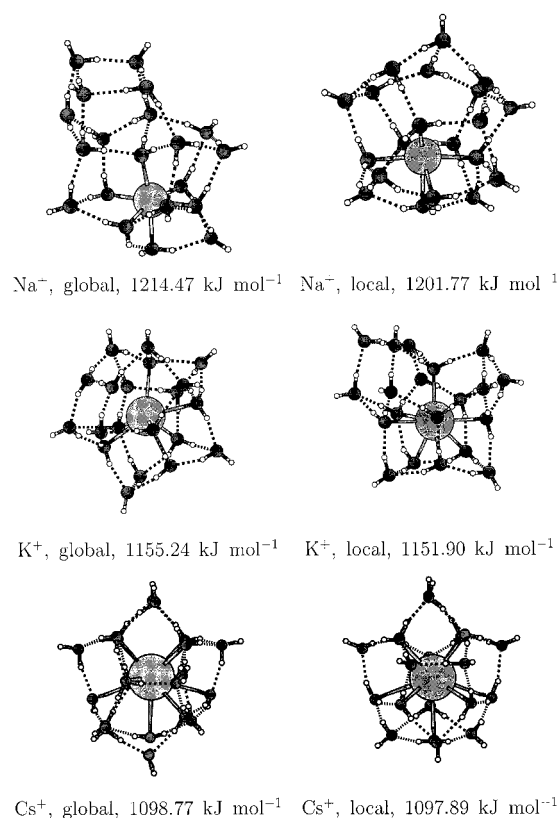 Na⁺, global, 1214.47 kJ mol⁻¹
Na⁺, local, 1201.77 kJ mol ¹
K⁺, global, 1155.24 kJ mol⁻¹
K⁺, local, 1151.90 kJ mol⁻¹
Cs⁺, global, 1098.77 kJ mol⁻¹
Cs⁺, local, 1097.89 kJ mol⁻¹